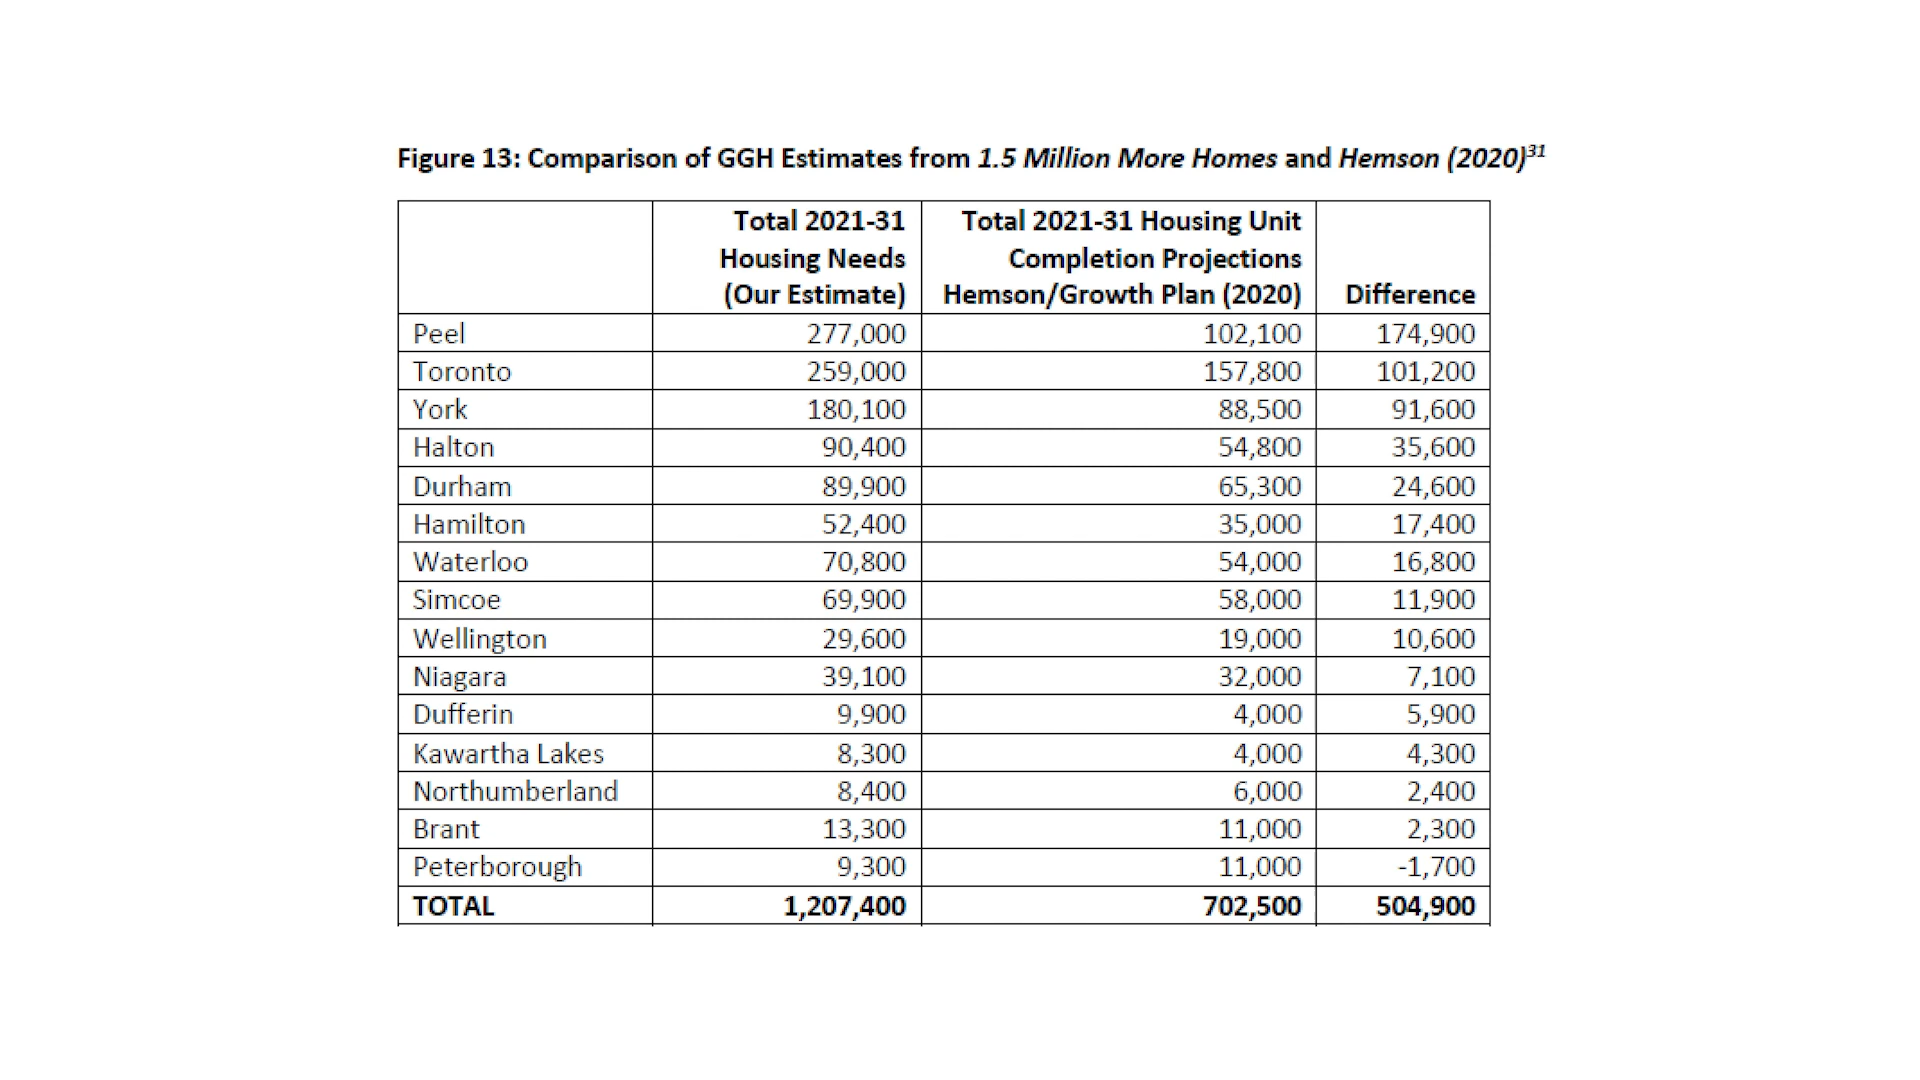 Figure 13: Comparison of GGH Estimates from 1.5 Million More Homes and Hemson (2020)31
Total 2021-31 Housing Needs (Our Estimate) Total 2021-31 Housing Unit Completion Projections Hemson/Growth Plan (2020) Difference
Peel 277,000 102,100 174,900
Toronto 259,000 157,800 101,200
York 180,100 88,500 91,600
Halton 90,400 54,800 35,600
Durham 89,900 65,300 24,600
Hamilton 52,400 35,000 17,400
Waterloo 70,800 54,000 16,800
Simcoe 69,900 58,000 11,900
Wellington 29,600 19,000 10,600
Niagara 39,100 32,000 7,100
Dufferin 9,900 4,000 5,900
Kawartha Lakes 8,300 4,000 4,300
Northumberland 8,400 6,000 2,400
Brant 13,300 11,000 2,300
Peterborough 9,300 11,000 -1,700
TOTAL 1,207,400 702,500 504,900